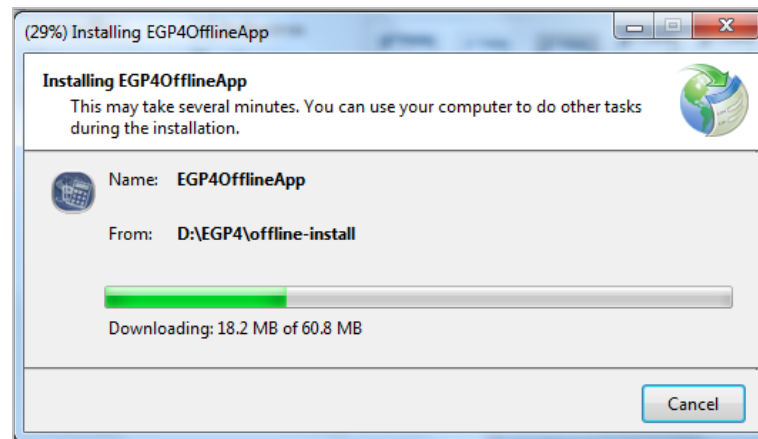 (29%) Installing EGP4OfflineApp
Installing EGP4OfflineApp
This may take several minutes. You can use your computer to do other tasks
during the installation.
Name: EGP4OfflineApp
From: D:\EGP4\offline-install
Downloading: 18.2 MB of 60.8 MB
Cancel